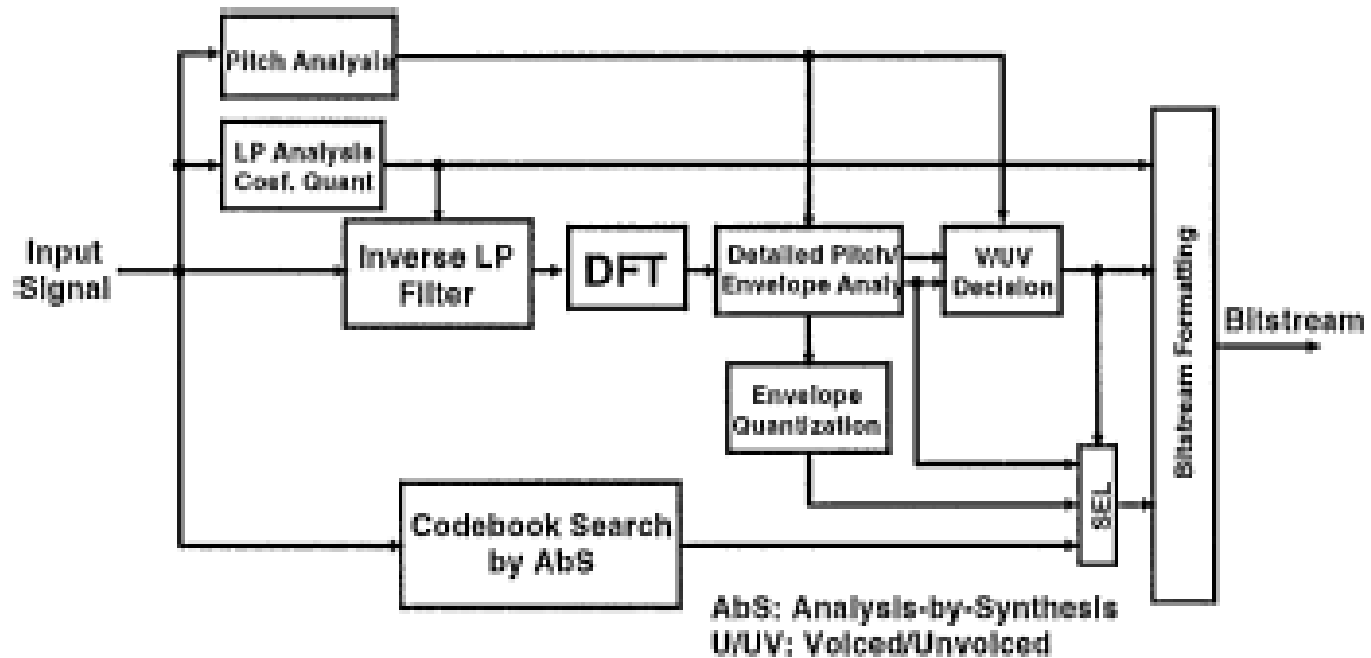 Pitch Analysis
LP Analysis
Coef. Quant
Input
Signal
Inverse LP
Filter
DFT
Detailed Pitch/
Envelope Analy
V/UV
Decision
Envelope
Quantization
Codebook Search
by AbS
SEL
Bitstream Formatting
Bitstream
AbS: Analysis-by-Synthesis
U/UV: Voiced/Unvoiced